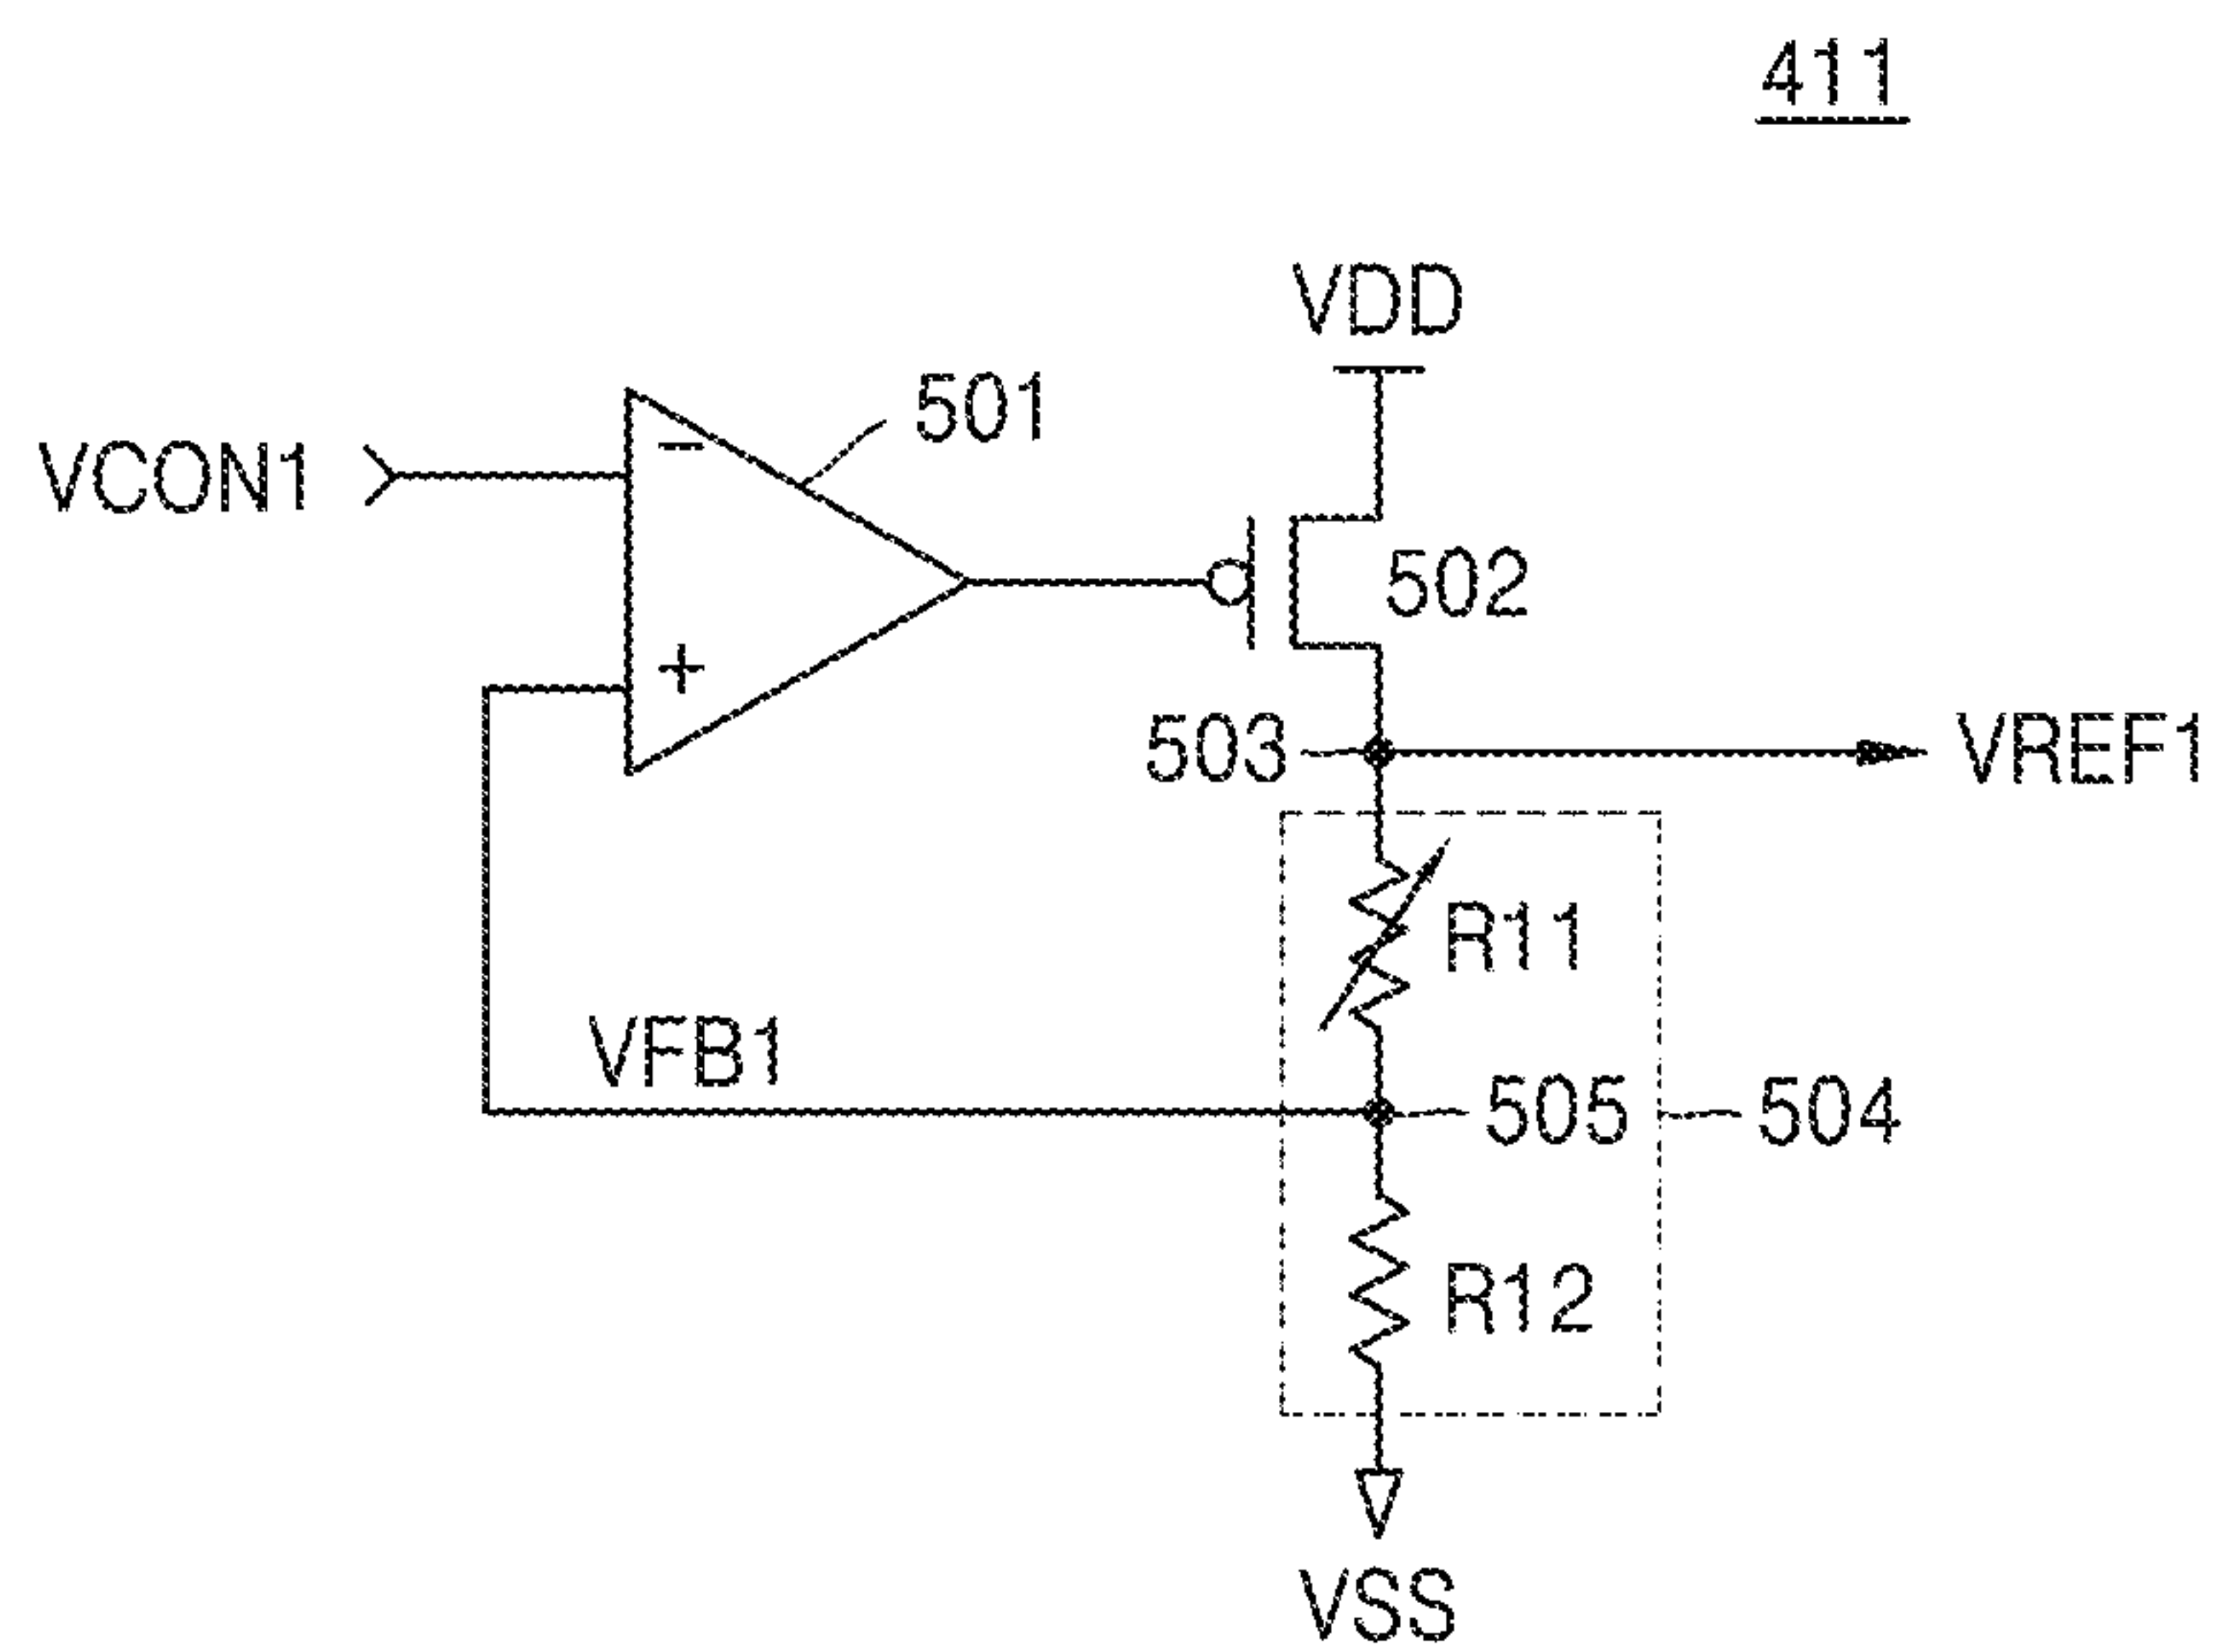 411
VDD
501
VCON1
−
502
+
503
VREF1
R11
VFB1
505
504
R12
VSS